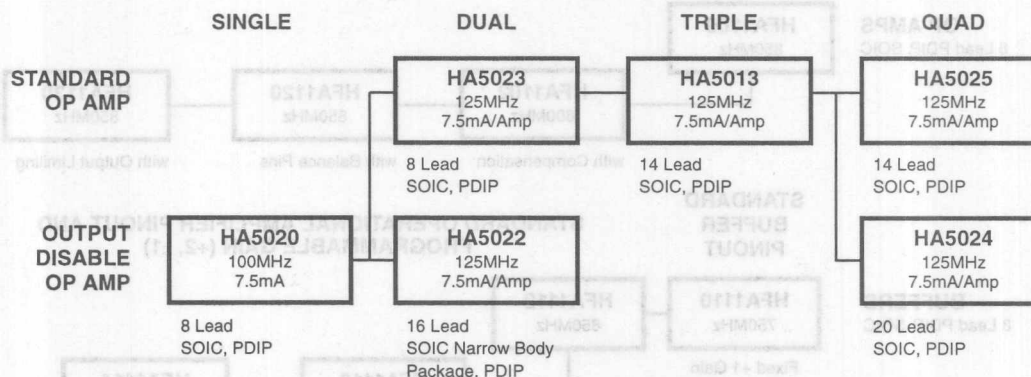 SINGLE
DUAL
TRIPLE
QUAD
STANDARD
OP AMP
HA5023
125MHz
7.5mA/Amp
8 Lead
SOIC, PDIP
HA5013
125MHz
7.5mA/Amp
14 Lead
SOIC, PDIP
HA5025
125MHz
7.5mA/Amp
14 Lead
SOIC, PDIP
OUTPUT
DISABLE
OP AMP
HA5020
100MHz
7.5mA
8 Lead
SOIC, PDIP
HA5022
125MHz
7.5mA/Amp
16 Lead
SOIC Narrow Body
Package, PDIP
HA5024
125MHz
7.5mA/Amp
20 Lead
SOIC, PDIP